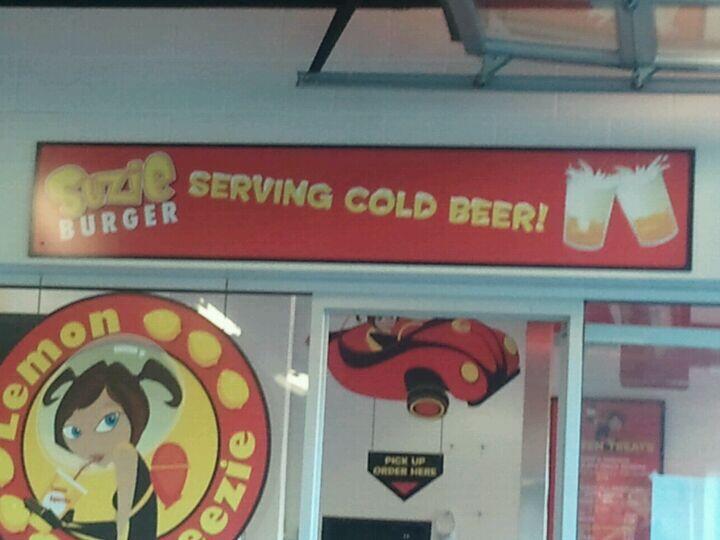 Suzie
BURGER
SERVING COLD BEER!
Lemon
eezie
PICK UP
ORDER HERE
TREATS